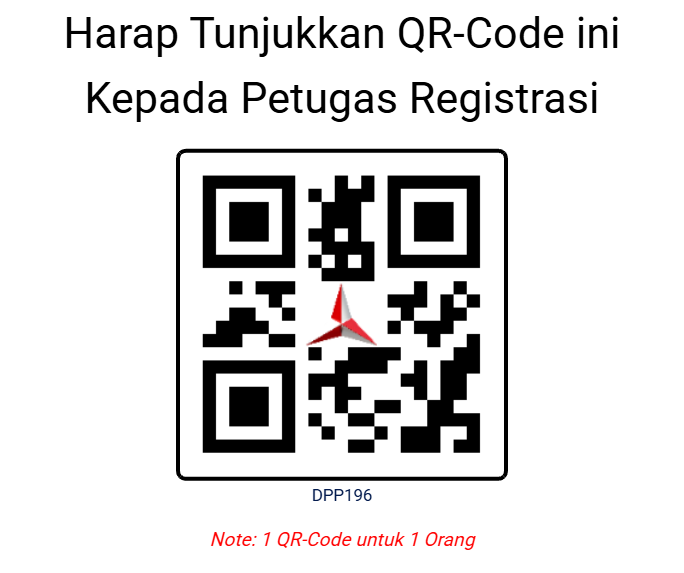 Harap Tunjukkan QR-Code ini
Kepada Petugas Registrasi
DPP196
Note: 1 QR-Code untuk 1 Orang